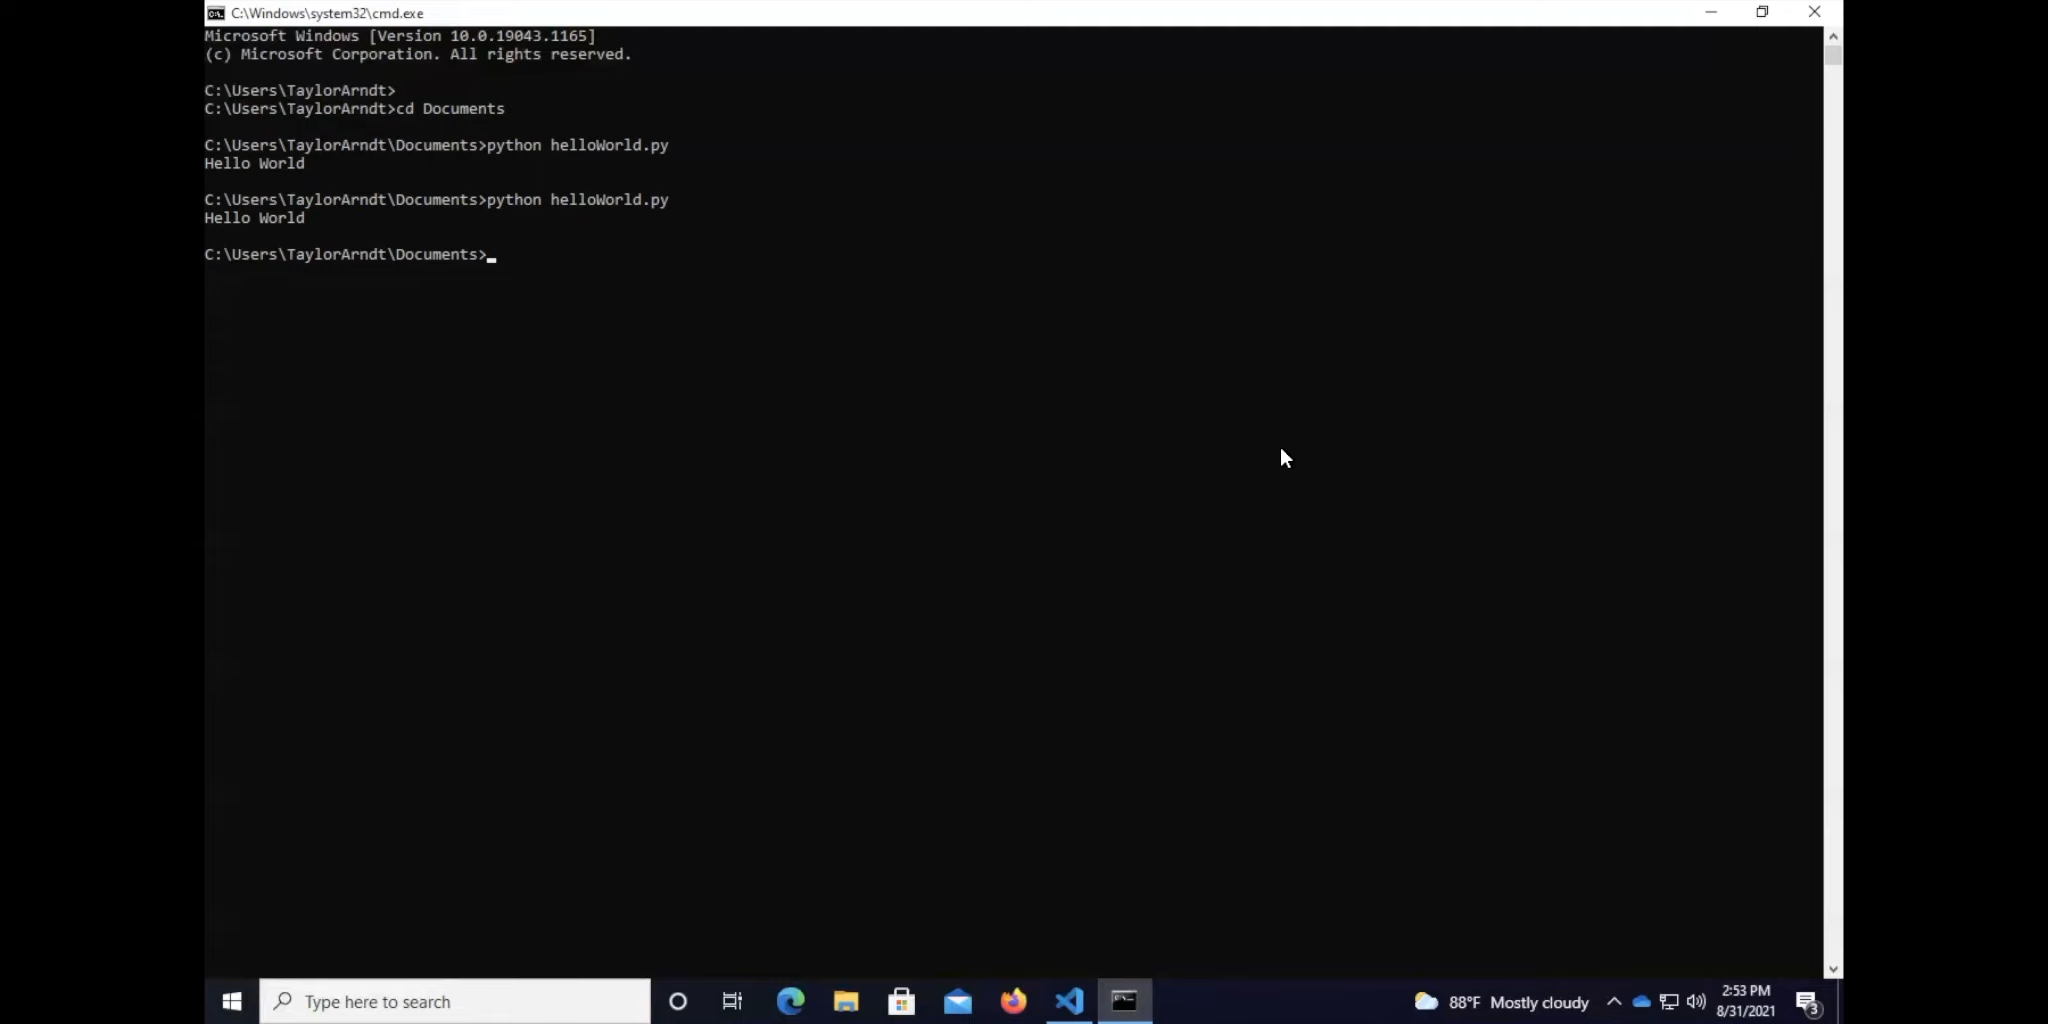 C:\Windows\system32\cmd.exe
Microsoft Windows [Version 10.0.19043.1165]
(c) Microsoft Corporation. All rights reserved.
C:\Users\TaylorArndt>
C:\Users\TaylorArndt>cd Documents
C:\Users\TaylorArndt\Documents>python helloWorld.py
Hello World
C:\Users\TaylorArndt\Documents>python helloWorld.py
Hello World
C:\Users\TaylorArndt\Documents>
Type here to search
88°F Mostly cloudy
2:53 PM
8/31/2021
3